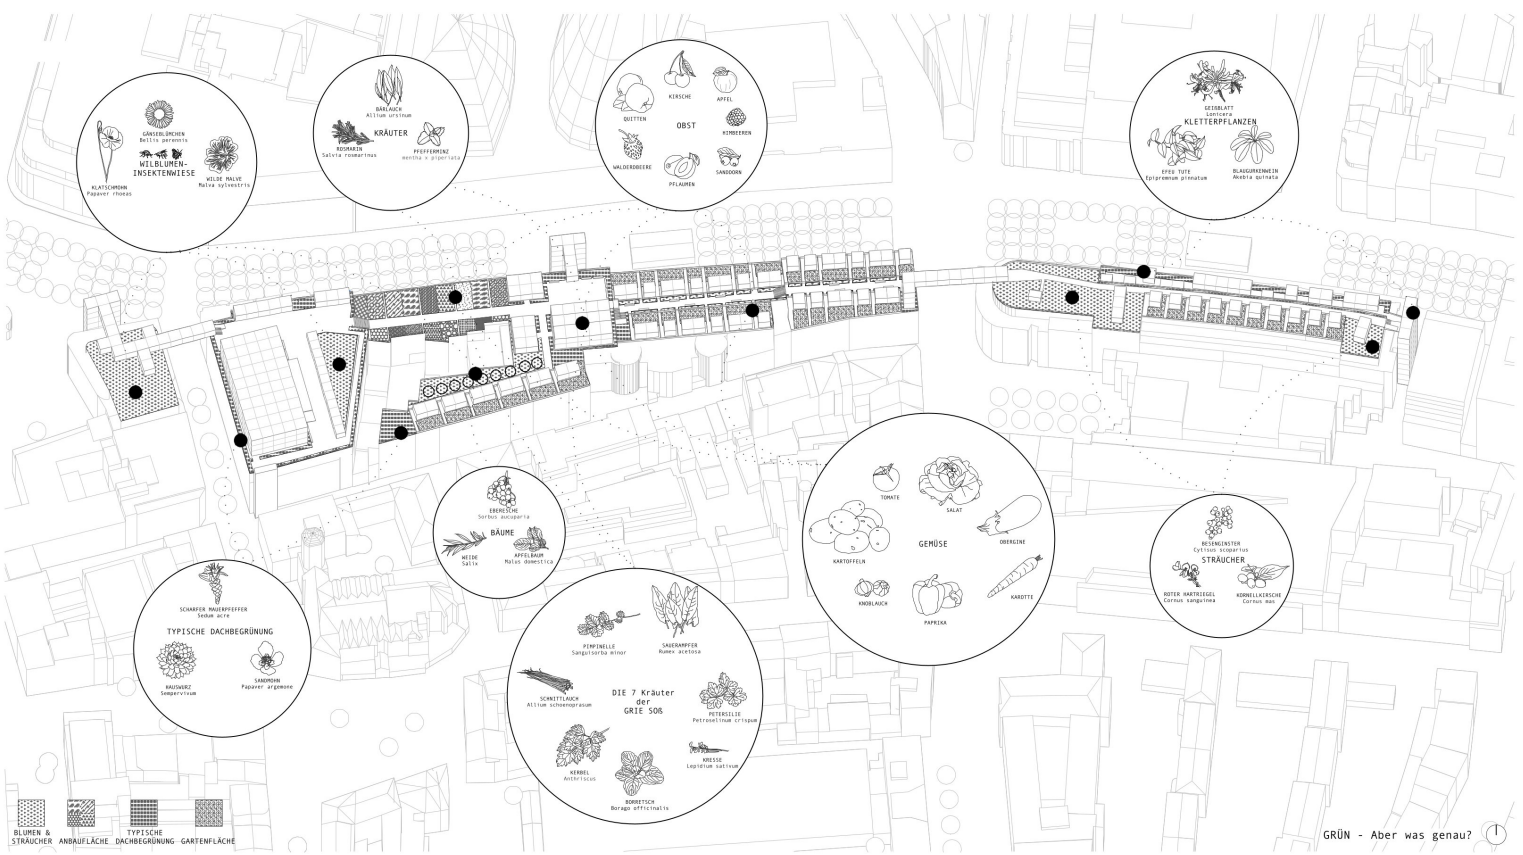 GÄNSEBLÜMCHEN
Bellis perennis
WILBLUMEN-
INSEKTENWIESE
KLATSCHMOHN
Papaver rhoeas
WILDE MALVE
Malva sylvestris
BÄRLAUCH
Allium ursinum
KRÄUTER
ROSMARIN
Salvia rosmarinus
PFEFFERMINZ
mentha × piperiata
KIRSCHE
APFEL
QUITTEN
OBST
HIMBEEREN
WALDERDBEERE
SANDDORN
PFLAUMEN
GEIGBLATT
Lonicera
KLETTERPFLANZEN
EFEU TUTE
Epipremnum pinnatum
BLAUGURKENWEIN
Akebia quinata
EBERESCHE
Sorbus aucuparia
BÄUME
WEIDE
Salix
APFELBAUM
Malus domestica
TOMATE
SALAT
OBERGINE
KARTOFFELN
GEMÜSE
KNOBLAUCH
PAPRIKA
KAROTTE
BESENGINSTER
Cytisus scoparius
STRÄUCHER
ROTER HARTRIEGEL
Cornus sanguinea
KORNELLKIRSCHE
Cornus mas
SCHARFER MAUERPFEFFER
Sedum acre
TYPISCHE DACHBEGRÜNUNG
HAUSWURZ
Sempervivum
SANDMOHN
Papaver argemone
PIMPINELLE
Sanguisorba minor
SAUERAMPFER
Rumex acetosa
SCHNITTLAUCH
Allium schoenoprasum
DIE 7 Kräuter
der
GRIE SOß
PETERSILIE
Petroselinum crispum
KERBEL
Anthriscus
KRESSE
Lepidium sativum
BORRETSCH
Borago officinalis
BLUMEN &
STRÄUCHER
ANBAUFLÄCHE
TYPISCHE
DACHBEGRÜNUNG
GARTENFLÄCHE
GRÜN - Aber was genau?